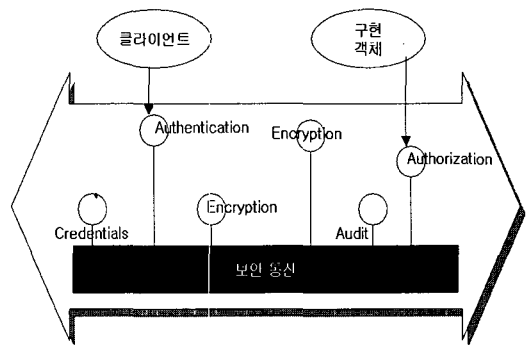 클라이언트
구현
객체
Authentication
Encryption
Authorization
Encryption
Credentials
Audit
보안 통신